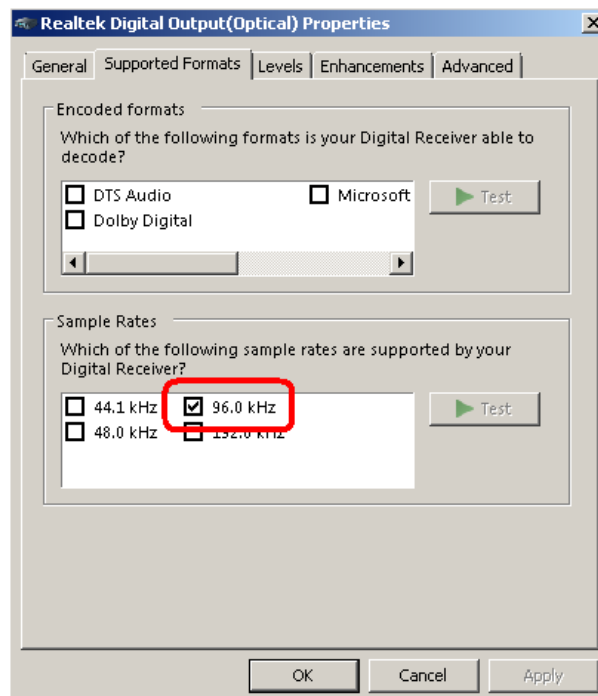 Realtek Digital Output(Optical) Properties
General Supported Formats Levels Enhancements Advanced
Encoded formats
Which of the following formats is your Digital Receiver able to
decode?
DTS Audio Microsoft
Dolby Digital
Test
Sample Rates
Which of the following sample rates are supported by your
Digital Receiver?
44.1 kHz 96.0 kHz
48.0 kHz 192.0 kHz
Test
OK Cancel Apply